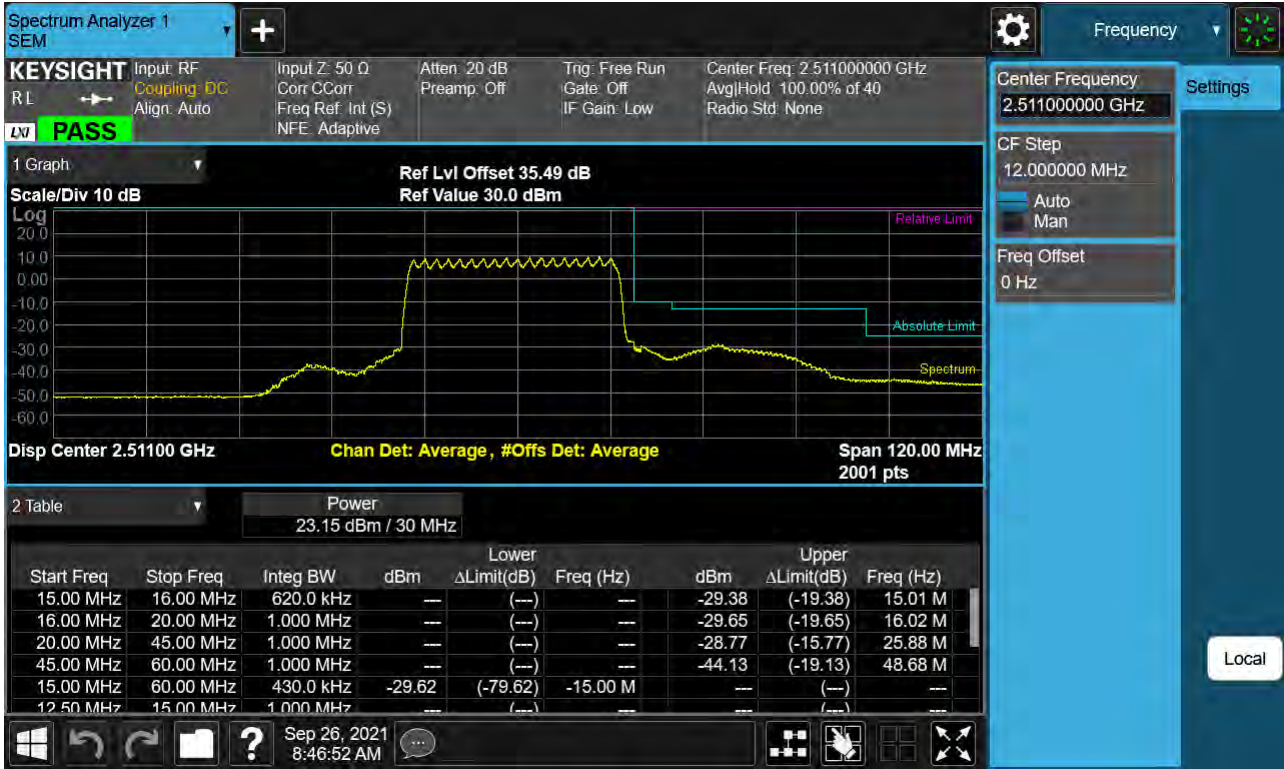 Spectrum Analyzer 1
SEM
+
Frequency
KEYSIGHT
R L
LXI
PASS
Input: RF
Coupling: DC
Align: Auto
Input Z: 50 Ω
Corr CCorr
Freq Ref: Int (S)
NFE: Adaptive
Atten: 20 dB
Preamp: Off
Trig: Free Run
Gate: Off
IF Gain: Low
Center Freq: 2.511000000 GHz
Avg|Hold: 100.00% of 40
Radio Std: None
Center Frequency
2.511000000 GHz
Settings
CF Step
12.000000 MHz
Auto
Man
Freq Offset
0 Hz
1 Graph
Scale/Div 10 dB
Ref Lvl Offset 35.49 dB
Ref Value 30.0 dBm
Log
20.0
10.0
0.00
-10.0
-20.0
-30.0
-40.0
-50.0
-60.0
Relative Limit
Absolute Limit
Spectrum
Disp Center 2.51100 GHz
Chan Det: Average, #Offs Det: Average
Span 120.00 MHz
2001 pts
2 Table
Power
23.15 dBm / 30 MHz
Lower Upper
Start Freq Stop Freq Integ BW dBm ΔLimit(dB) Freq (Hz) dBm ΔLimit(dB) Freq (Hz)
15.00 MHz 16.00 MHz 620.0 kHz --- (---) --- -29.38 (-19.38) 15.01 M
16.00 MHz 20.00 MHz 1.000 MHz --- (---) --- -29.65 (-19.65) 16.02 M
20.00 MHz 45.00 MHz 1.000 MHz --- (---) --- -28.77 (-15.77) 25.88 M
45.00 MHz 60.00 MHz 1.000 MHz --- (---) --- -44.13 (-19.13) 48.68 M
15.00 MHz 60.00 MHz 430.0 kHz -29.62 (-79.62) -15.00 M --- (---) ---
12.50 MHz 15.00 MHz 1.000 MHz --- (---) --- (---)
Local
?
Sep 26, 2021
8:46:52 AM